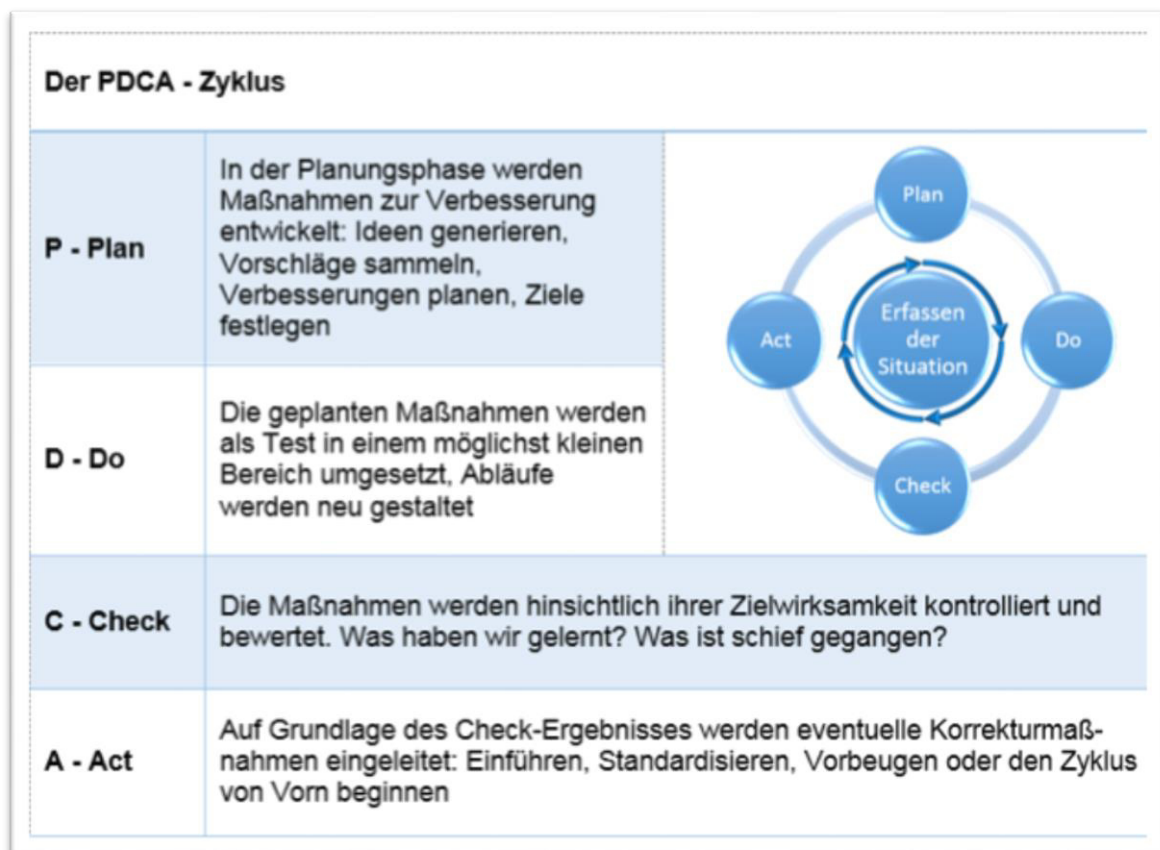 Der PDCA - Zyklus
P - Plan
In der Planungsphase werden
Maßnahmen zur Verbesserung
entwickelt: Ideen generieren,
Vorschläge sammeln,
Verbesserungen planen, Ziele
festlegen
D - Do
Die geplanten Maßnahmen werden
als Test in einem möglichst kleinen
Bereich umgesetzt, Abläufe
werden neu gestaltet
Plan
Act
Erfassen
der
Situation
Do
Check
C - Check
Die Maßnahmen werden hinsichtlich ihrer Zielwirksamkeit kontrolliert und
bewertet. Was haben wir gelernt? Was ist schief gegangen?
A - Act
Auf Grundlage des Check-Ergebnisses werden eventuelle Korrekturmaß-
nahmen eingeleitet: Einführen, Standardisieren, Vorbeugen oder den Zyklus
von Vorn beginnen